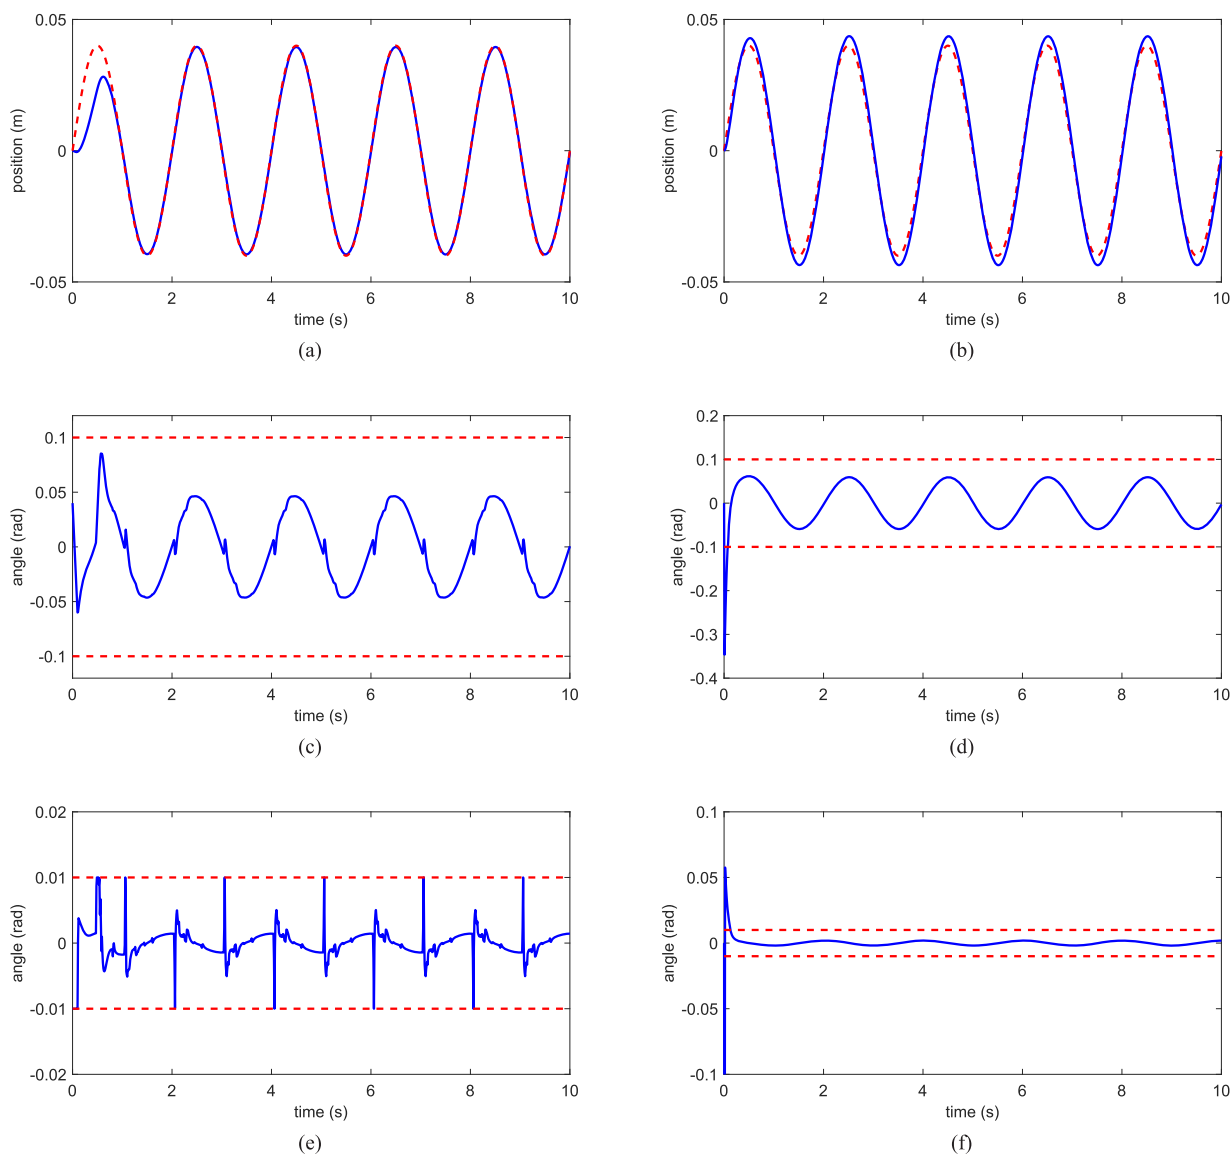 0.05
0
-0.05
position (m)
0 2 4 6 8 10
time (s)
(a)
0.05
0
-0.05
position (m)
0 2 4 6 8 10
time (s)
(b)
0.1
0.05
0
-0.05
-0.1
angle (rad)
0 2 4 6 8 10
time (s)
(c)
0.2
0.1
0
-0.1
-0.2
-0.3
-0.4
angle (rad)
0 2 4 6 8 10
time (s)
(d)
0.02
0.01
0
-0.01
-0.02
angle (rad)
0 2 4 6 8 10
time (s)
(e)
0.1
0.05
0
-0.05
-0.1
angle (rad)
0 2 4 6 8 10
time (s)
(f)